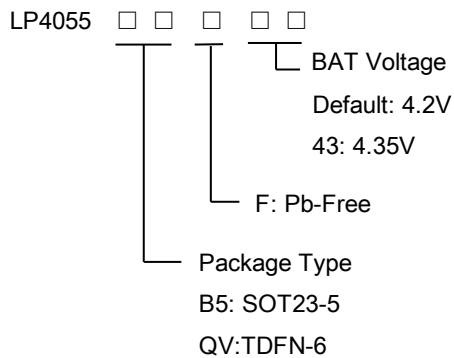 LP4055 □ □ □ □ □
BAT Voltage
Default: 4.2V
43: 4.35V
F: Pb-Free
Package Type
B5: SOT23-5
QV:TDFN-6